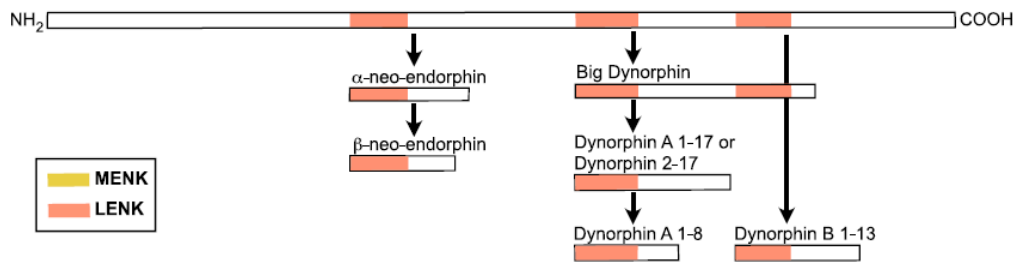 NH2 COOH
α-neo-endorphin
Big Dynorphin
β-neo-endorphin
Dynorphin A 1-17 or
Dynorphin 2-17
MENK
LENK
Dynorphin A 1-8
Dynorphin B 1-13